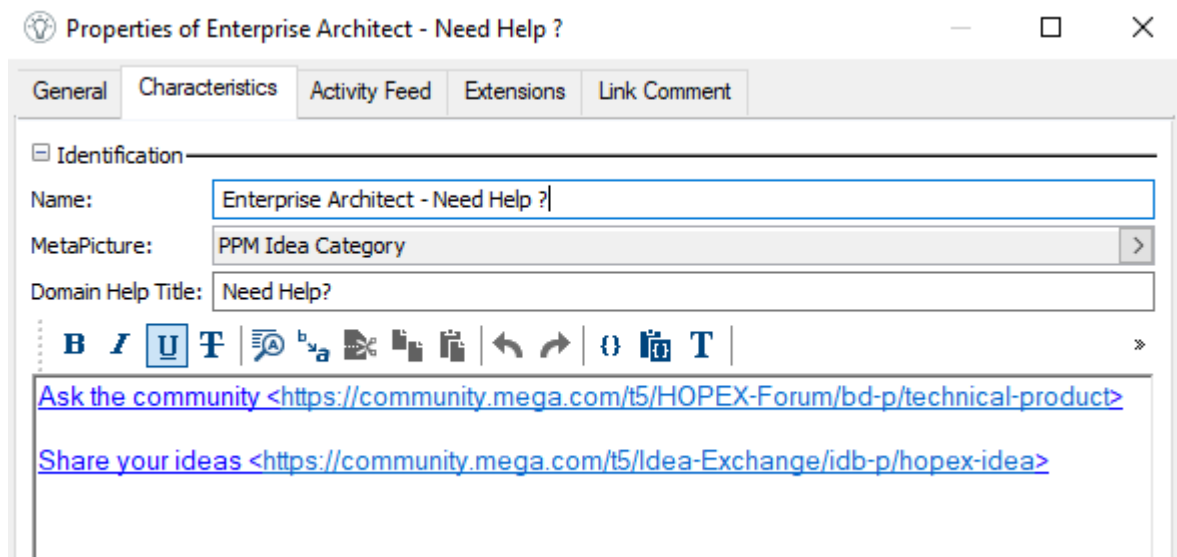 Properties of Enterprise Architect - Need Help ?
General Characteristics Activity Feed Extensions Link Comment
Identification
Name: Enterprise Architect - Need Help ?
MetaPicture: PPM Idea Category
Domain Help Title: Need Help?
B I U T b a {} T »
Ask the community <https://community.mega.com/t5/HOPEX-Forum/bd-p/technical-product>
Share your ideas <https://community.mega.com/t5/Idea-Exchange/idb-p/hopex-idea>